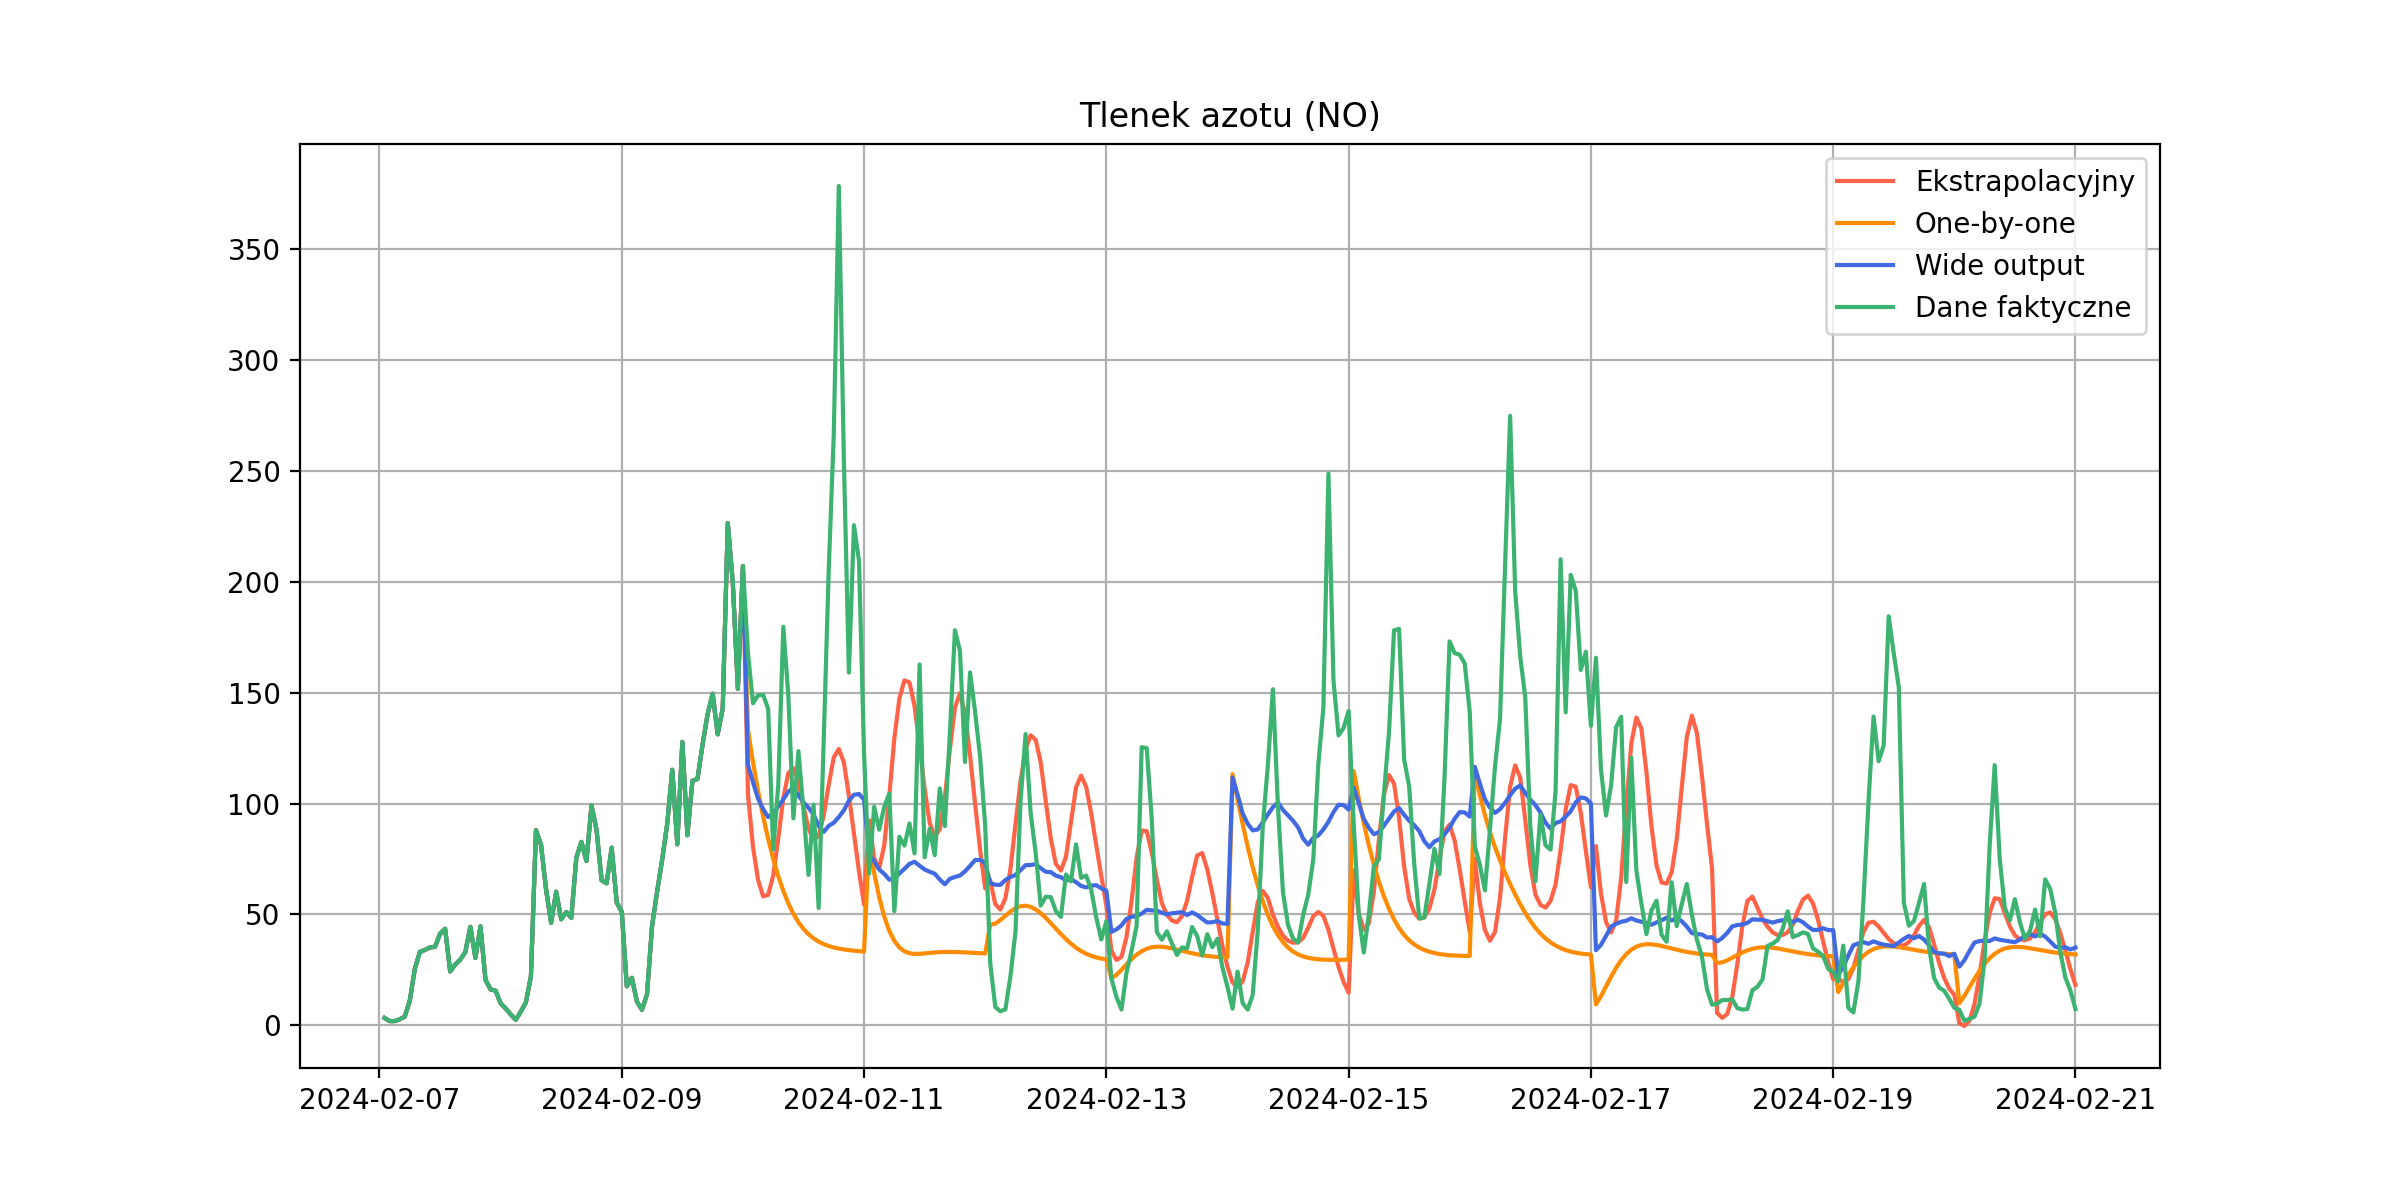 Tlenek azotu (NO)
Ekstrapolacyjny
One-by-one
Wide output
Dane faktyczne
350
300
250
200
150
100
50
0
2024-02-07 2024-02-09 2024-02-11 2024-02-13 2024-02-15 2024-02-17 2024-02-19 2024-02-21